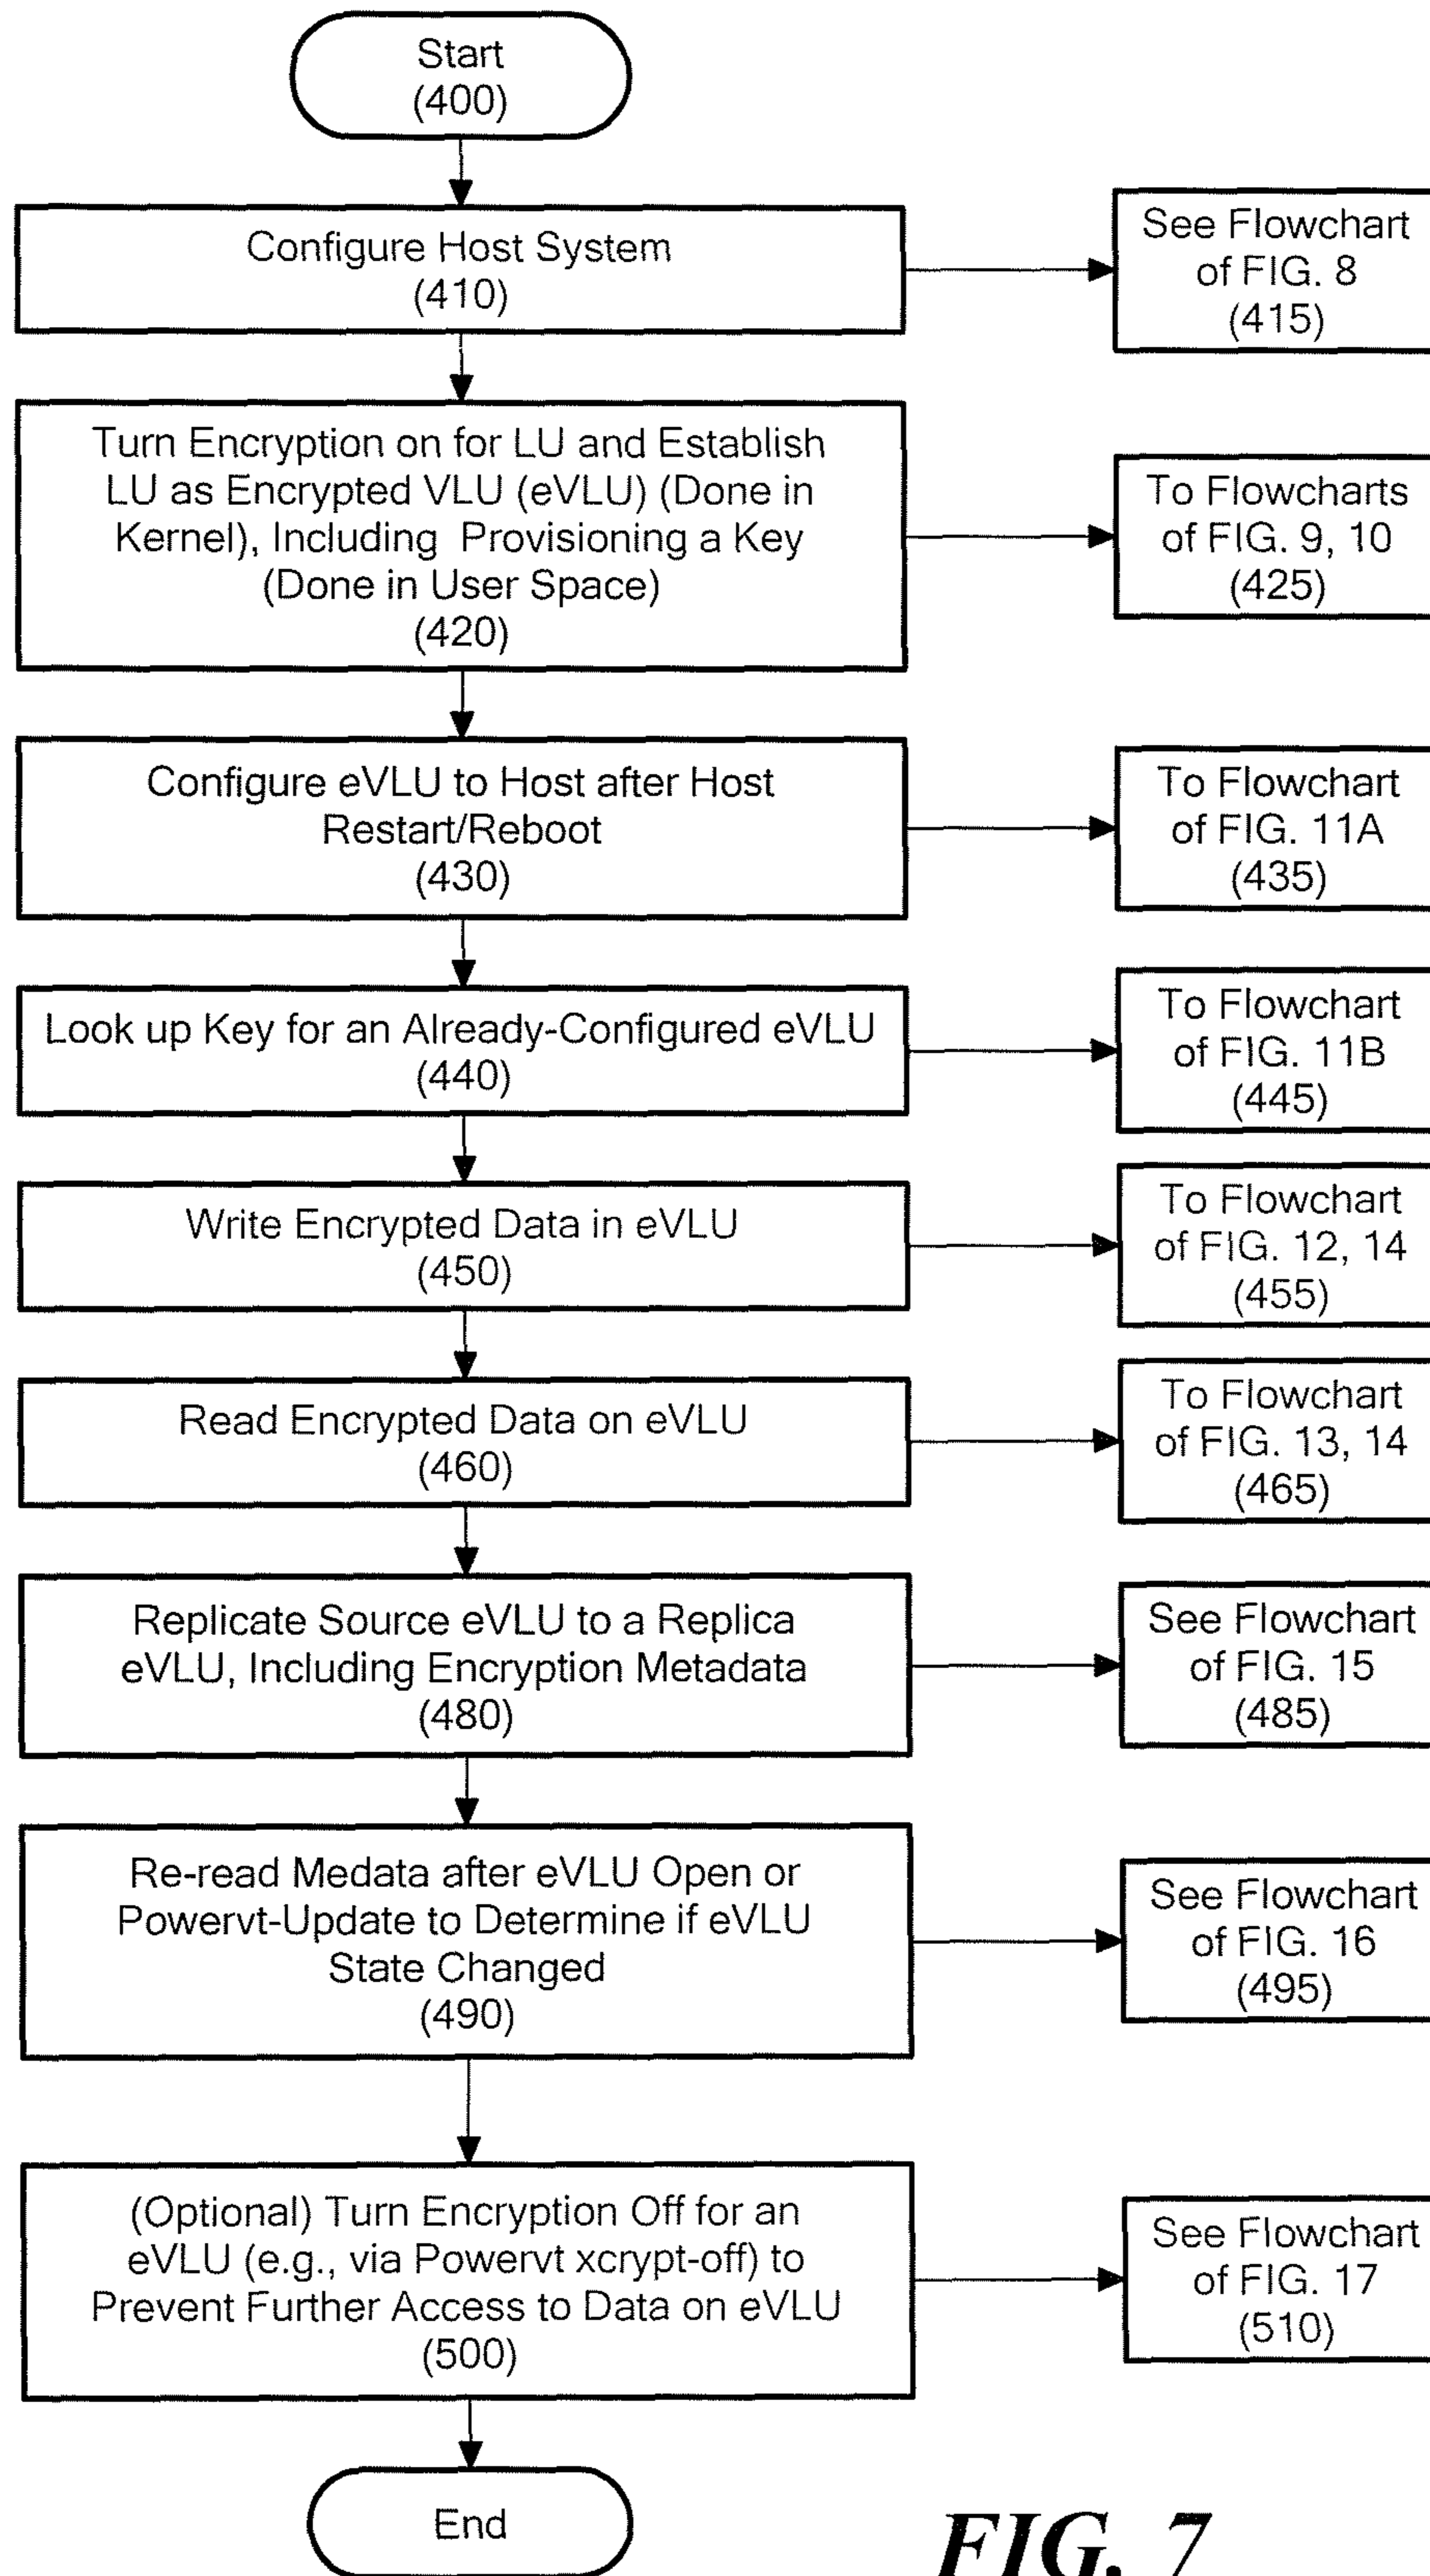 Start
(400)
Configure Host System
(410)
See Flowchart
of FIG. 8
(415)
Turn Encryption on for LU and Establish
LU as Encrypted VLU (eVLU) (Done in
Kernel), Including Provisioning a Key
(Done in User Space)
(420)
To Flowcharts
of FIG. 9, 10
(425)
Configure eVLU to Host after Host
Restart/Reboot
(430)
To Flowchart
of FIG. 11A
(435)
Look up Key for an Already-Configured eVLU
(440)
To Flowchart
of FIG. 11B
(445)
Write Encrypted Data in eVLU
(450)
To Flowchart
of FIG. 12, 14
(455)
Read Encrypted Data on eVLU
(460)
To Flowchart
of FIG. 13, 14
(465)
Replicate Source eVLU to a Replica
eVLU, Including Encryption Metadata
(480)
See Flowchart
of FIG. 15
(485)
Re-read Medata after eVLU Open or
Powervt-Update to Determine if eVLU
State Changed
(490)
See Flowchart
of FIG. 16
(495)
(Optional) Turn Encryption Off for an
eVLU (e.g., via Powervt xcrypt-off) to
Prevent Further Access to Data on eVLU
(500)
See Flowchart
of FIG. 17
(510)
End
FIG. 7